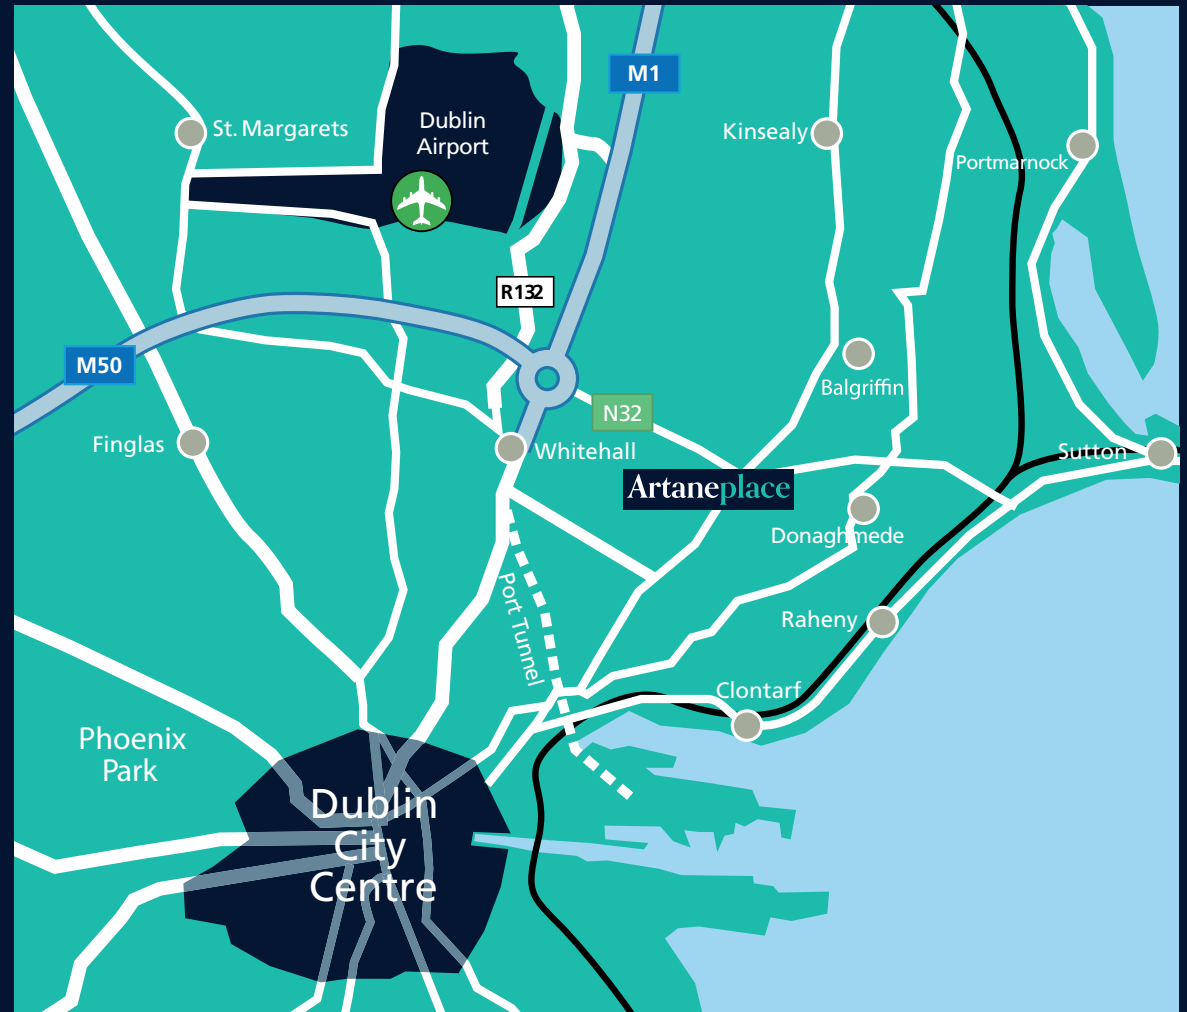 M1
Dublin
Airport
St. Margarets
Kinsealy
Portmarnock
R132
M50
Balgriffin
N32
Finglas
Whitehall
Sutton
Artaneplace
Donaghmede
Port Tunnel
Raheny
Clontarf
Phoenix
Park
Dublin
City
Centre